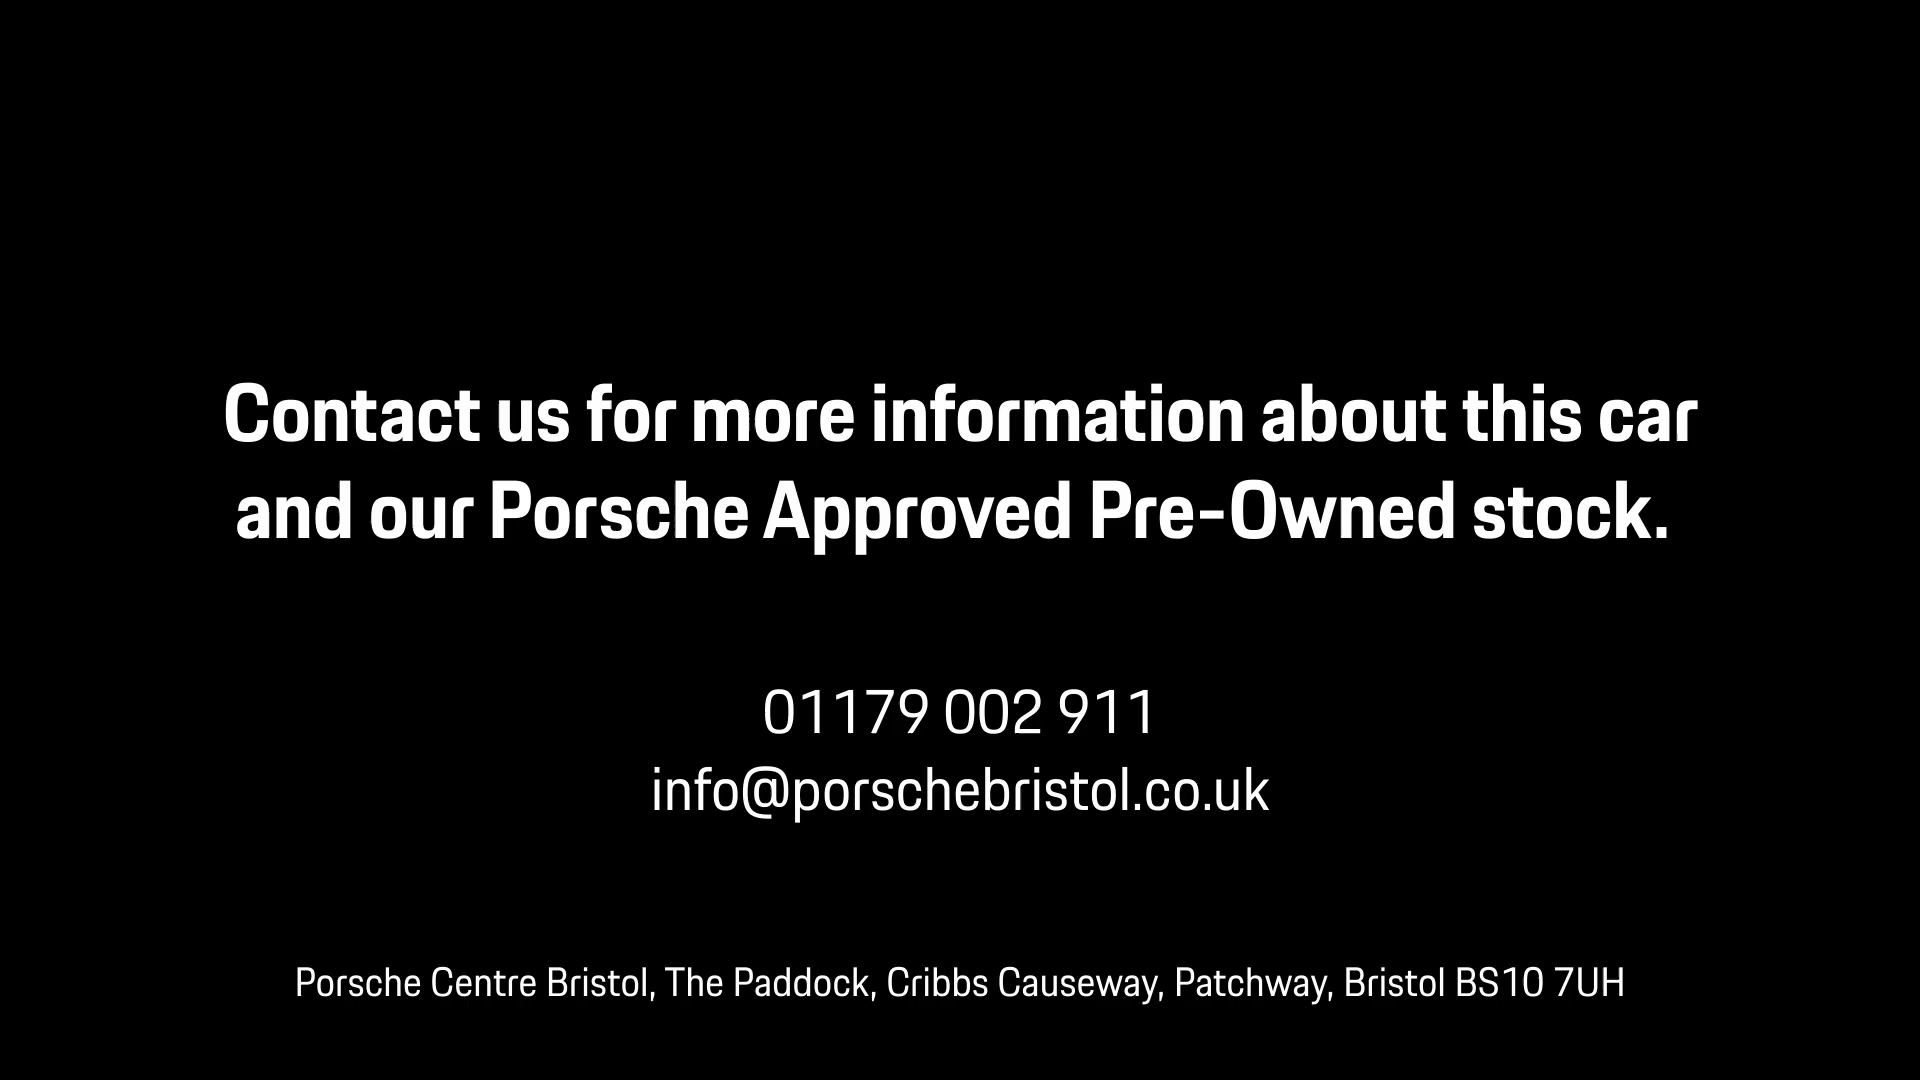 Contact us for more information about this car
and our Porsche Approved Pre-Owned stock.
01179 002 911
info@porschebristol.co.uk
Porsche Centre Bristol, The Paddock, Cribbs Causeway, Patchway, Bristol BS10 7UH